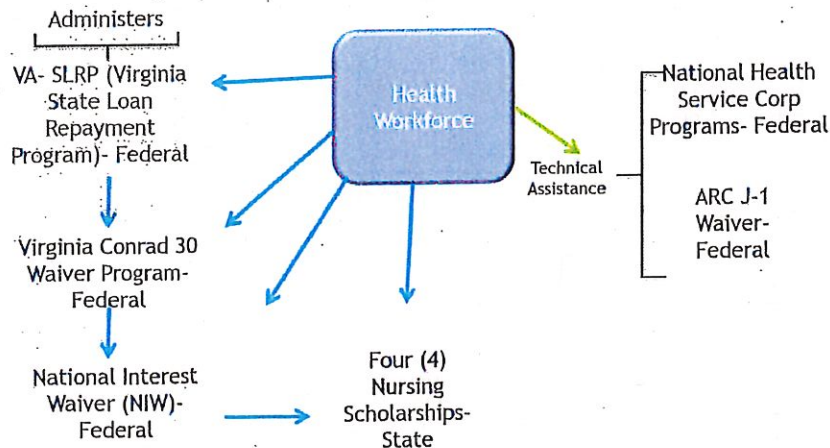 Administers
VA- SLRP (Virginia
State Loan
Repayment
Program)- Federal
Virginia Conrad 30
Waiver Program-
Federal
National Interest
Waiver (NIW)-
Federal
Health
Workforce
Four (4)
Nursing
Scholarships-
State
Technical
Assistance
National Health
Service Corp
Programs- Federal
ARC J-1
Waiver-
Federal